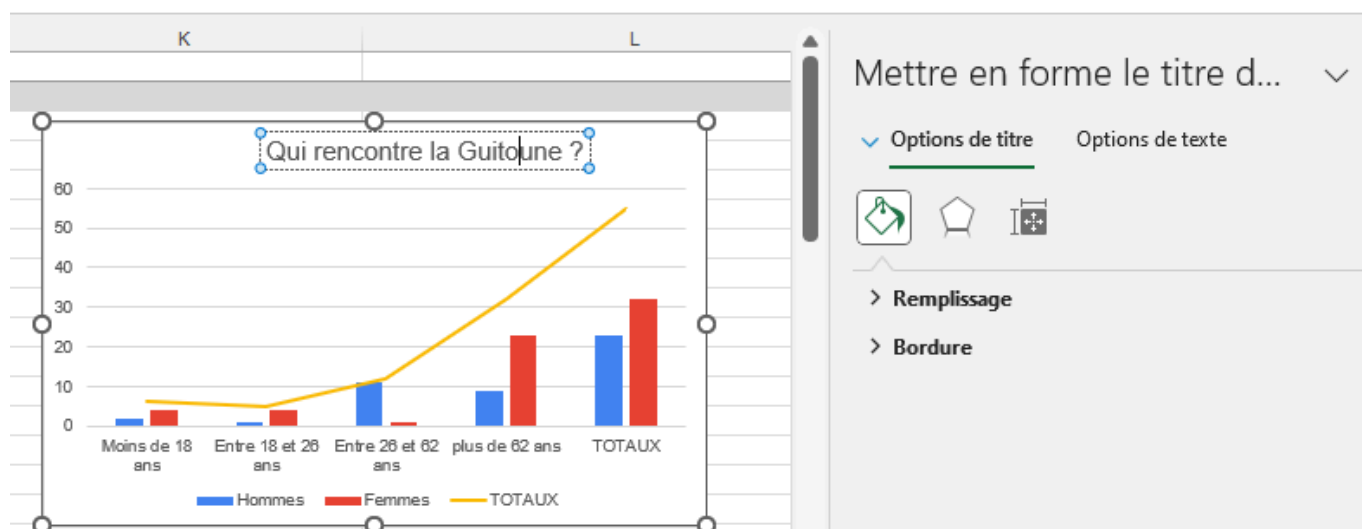 K L
Mettre en forme le titre d...
Options de titre Options de texte
Qui rencontre la Guitoune ?
60
50
40
30
20
10
0
Remplissage
Bordure
Moins de 18 ans
Entre 18 et 26 ans
Entre 26 et 62 ans
plus de 62 ans
TOTAUX
Hommes Femmes TOTAUX